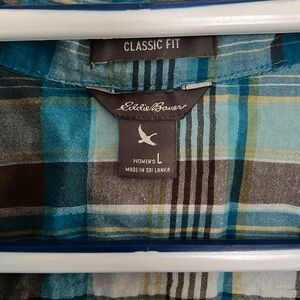 CLASSIC FIT
Eddie Bauer
WOMEN'S L
MADE IN SRI LANKA